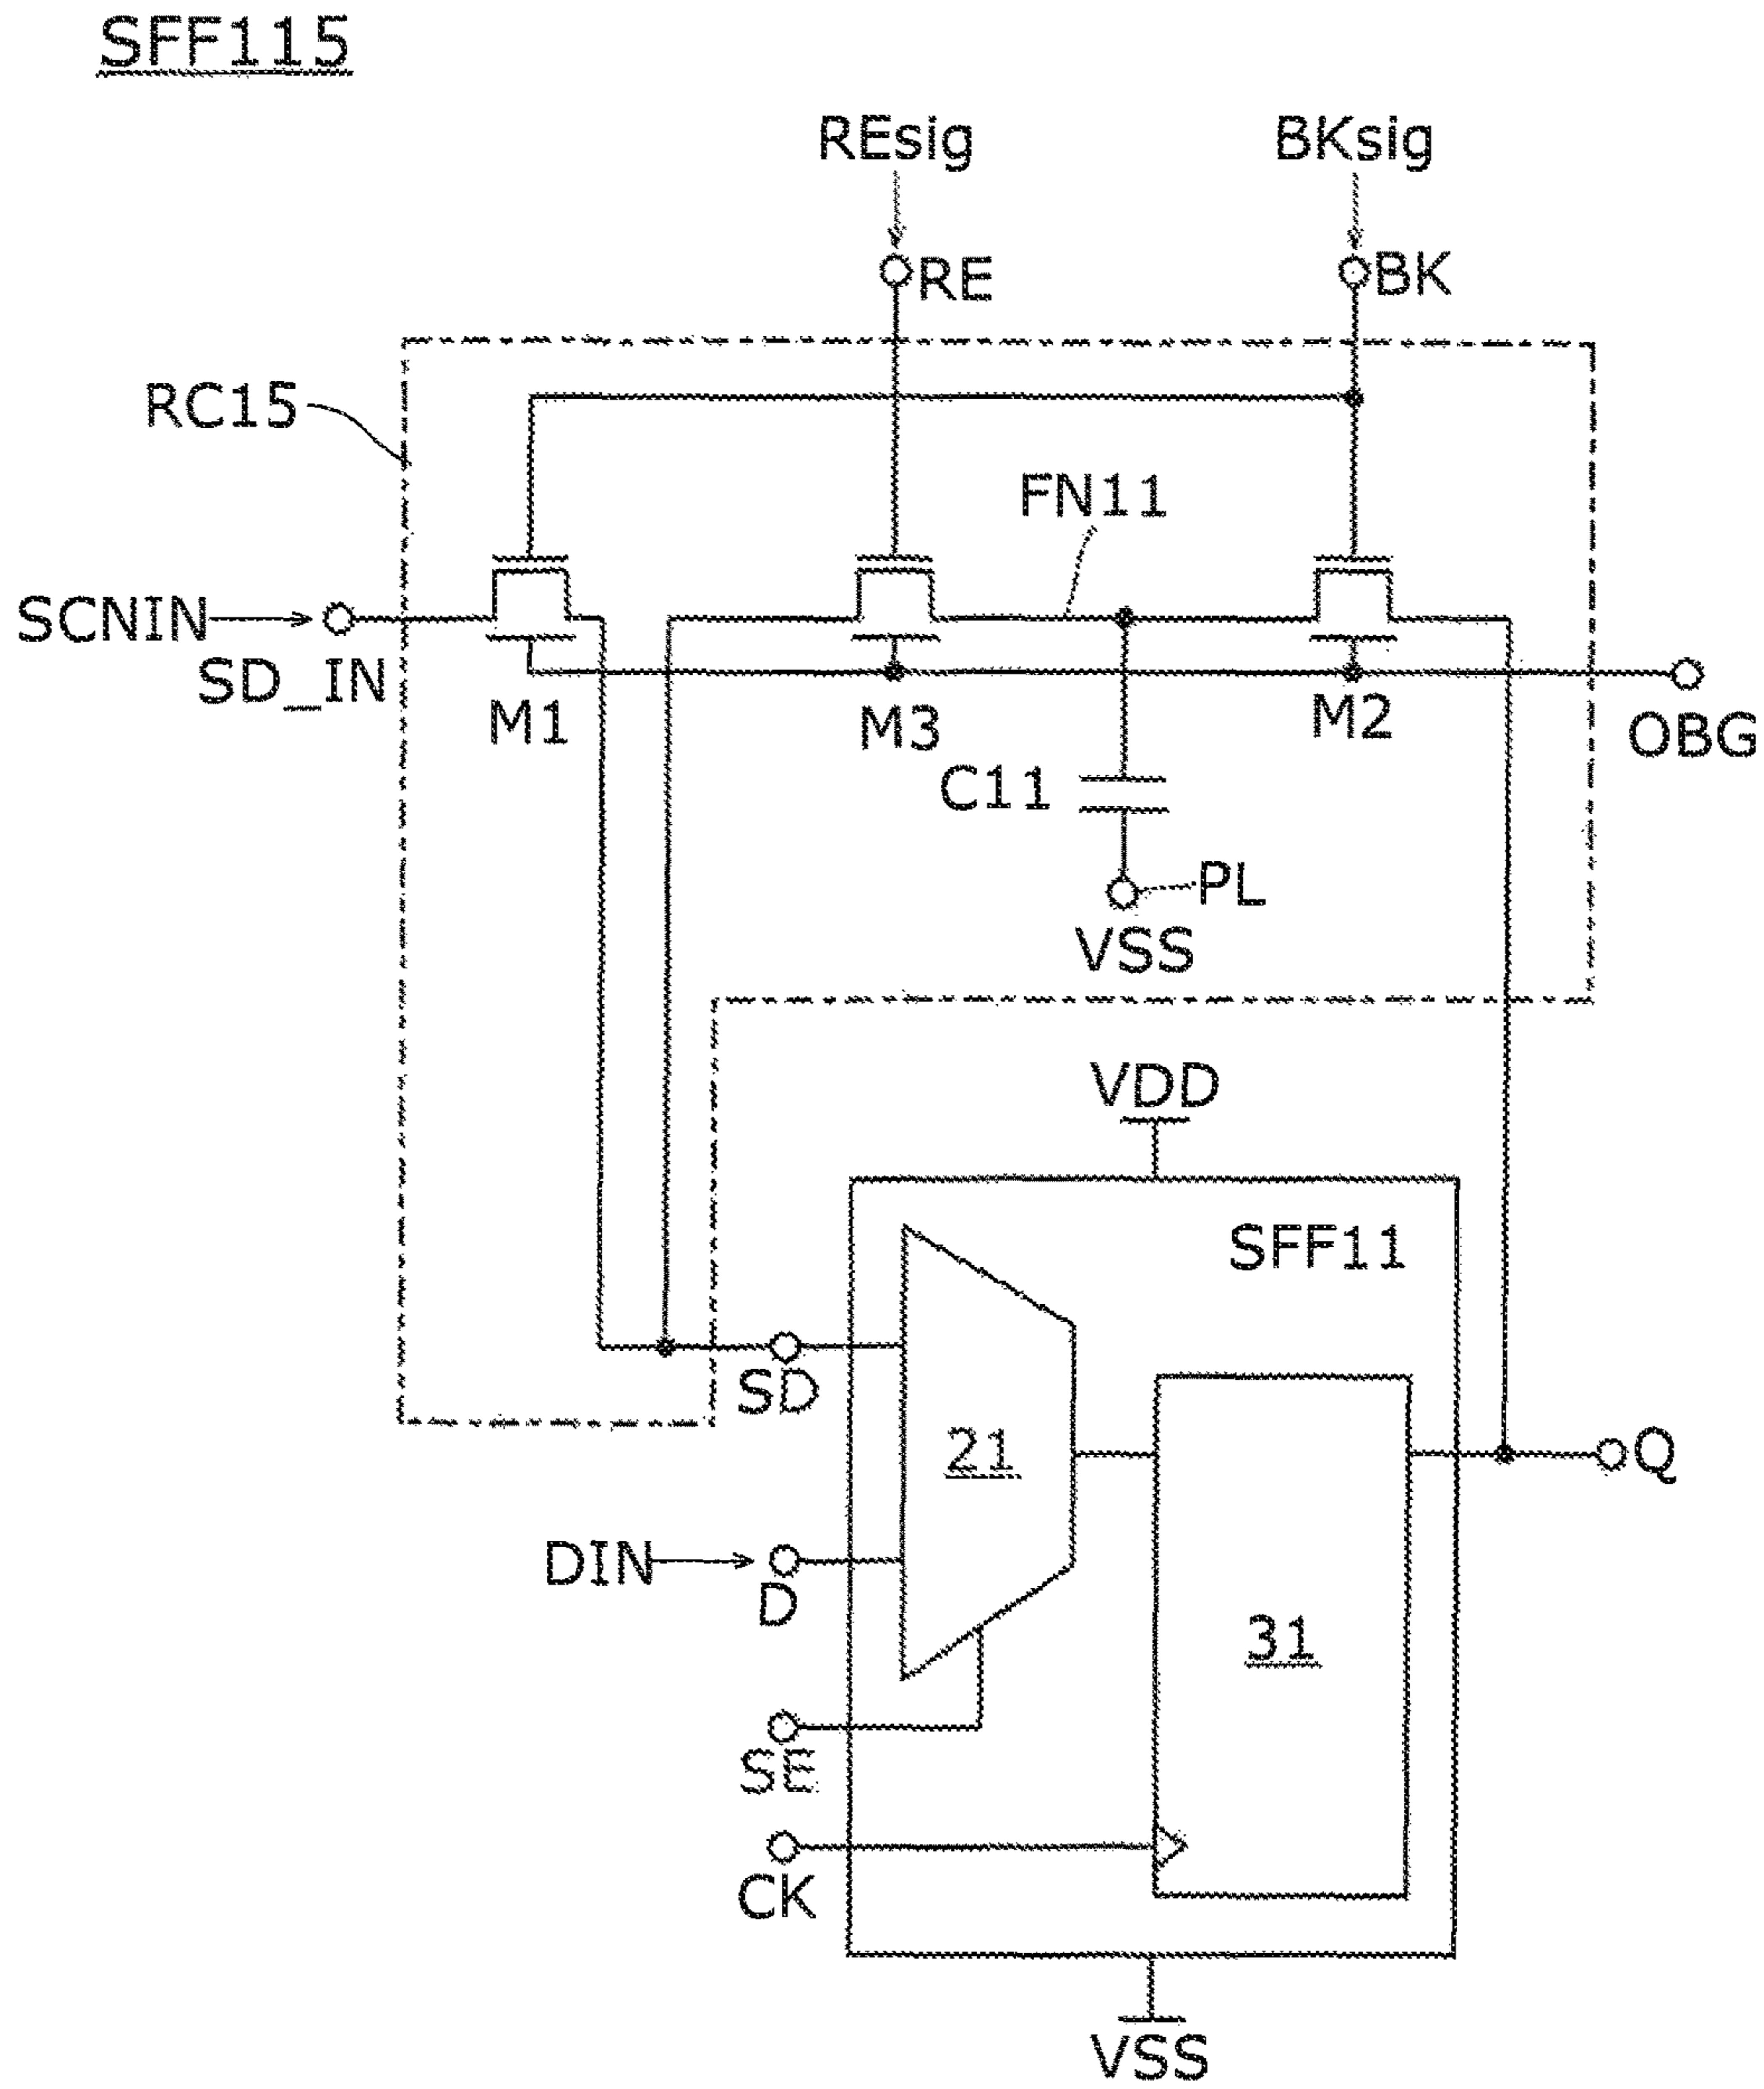 SFF115
REsig
BKsig
RE
BK
RC15
FN11
SCNIN
SD_IN
M1
M3
M2
OBG
C11
PL
VSS
VDD
SFF11
SD
21
Q
DIN
D
31
SE
CK
VSS